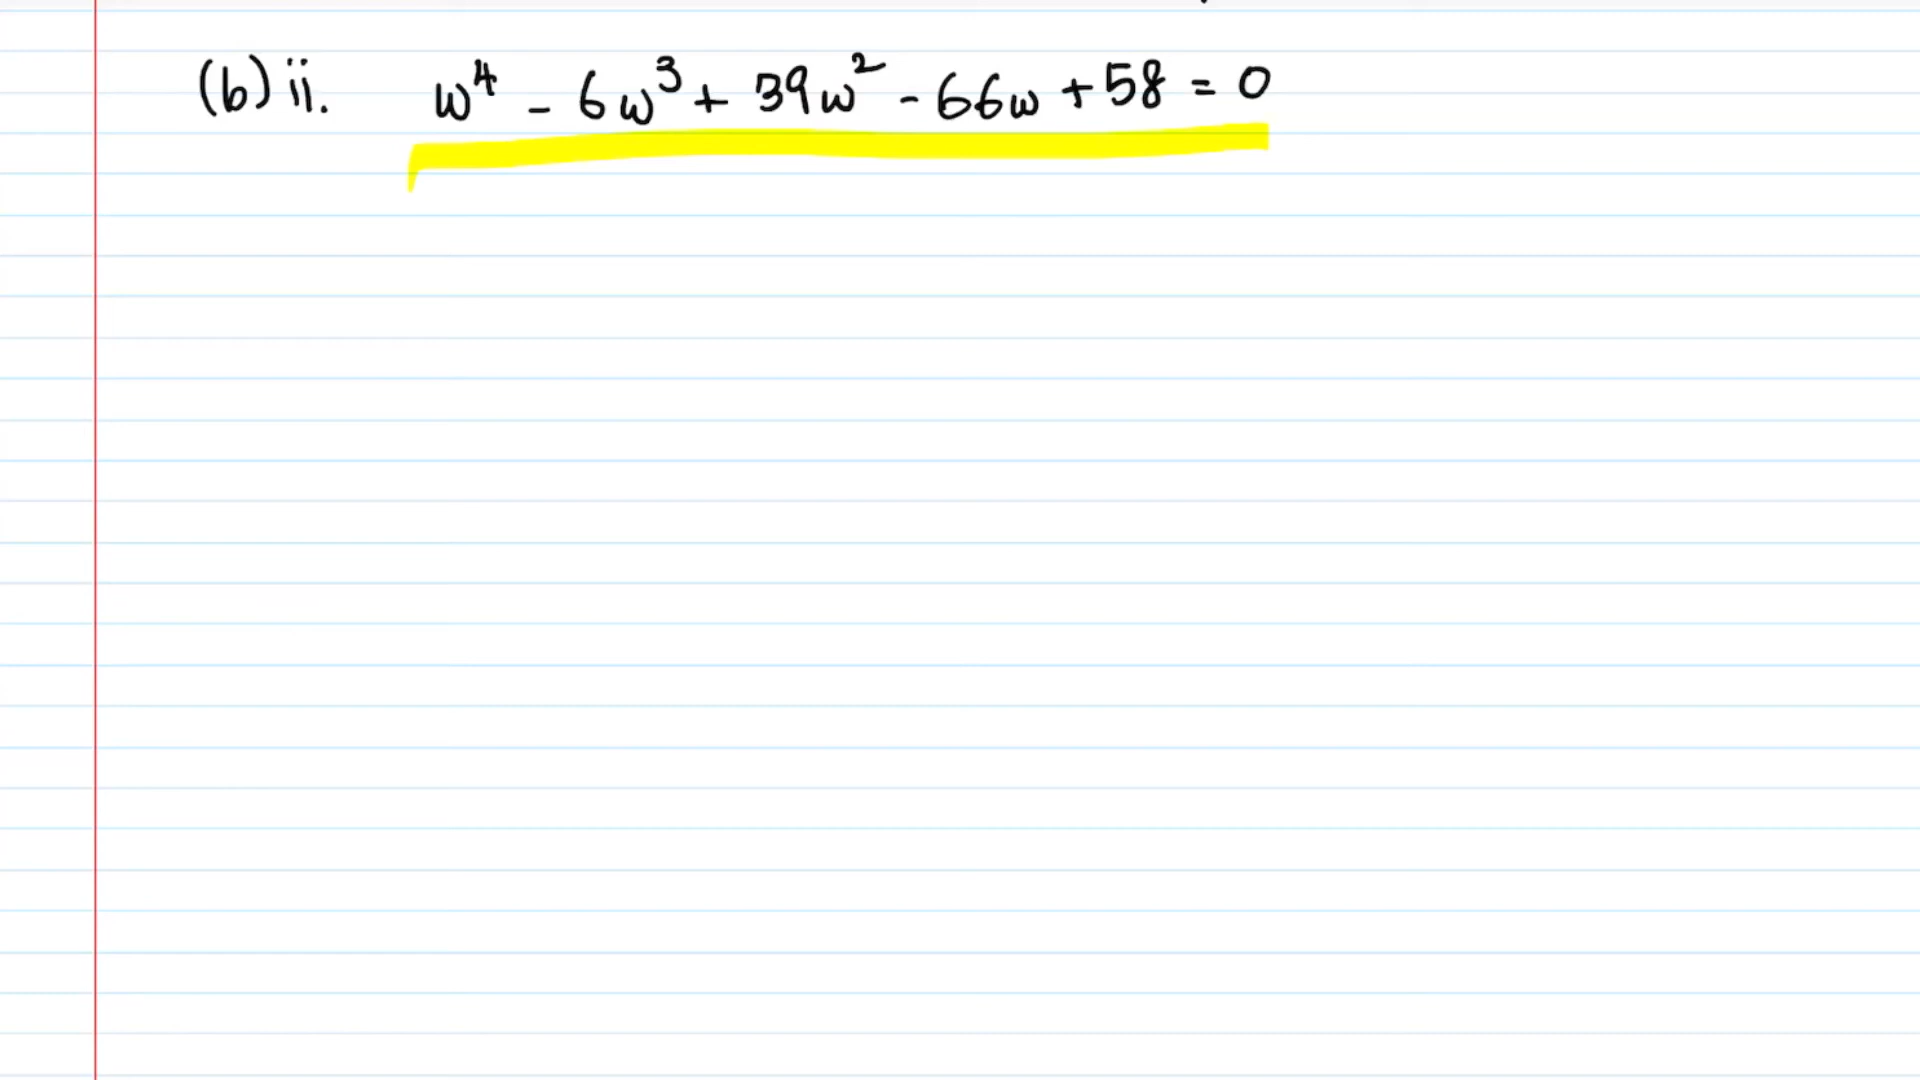 (b) ii. w⁴ - 6w³ + 39w² - 66w + 58 = 0